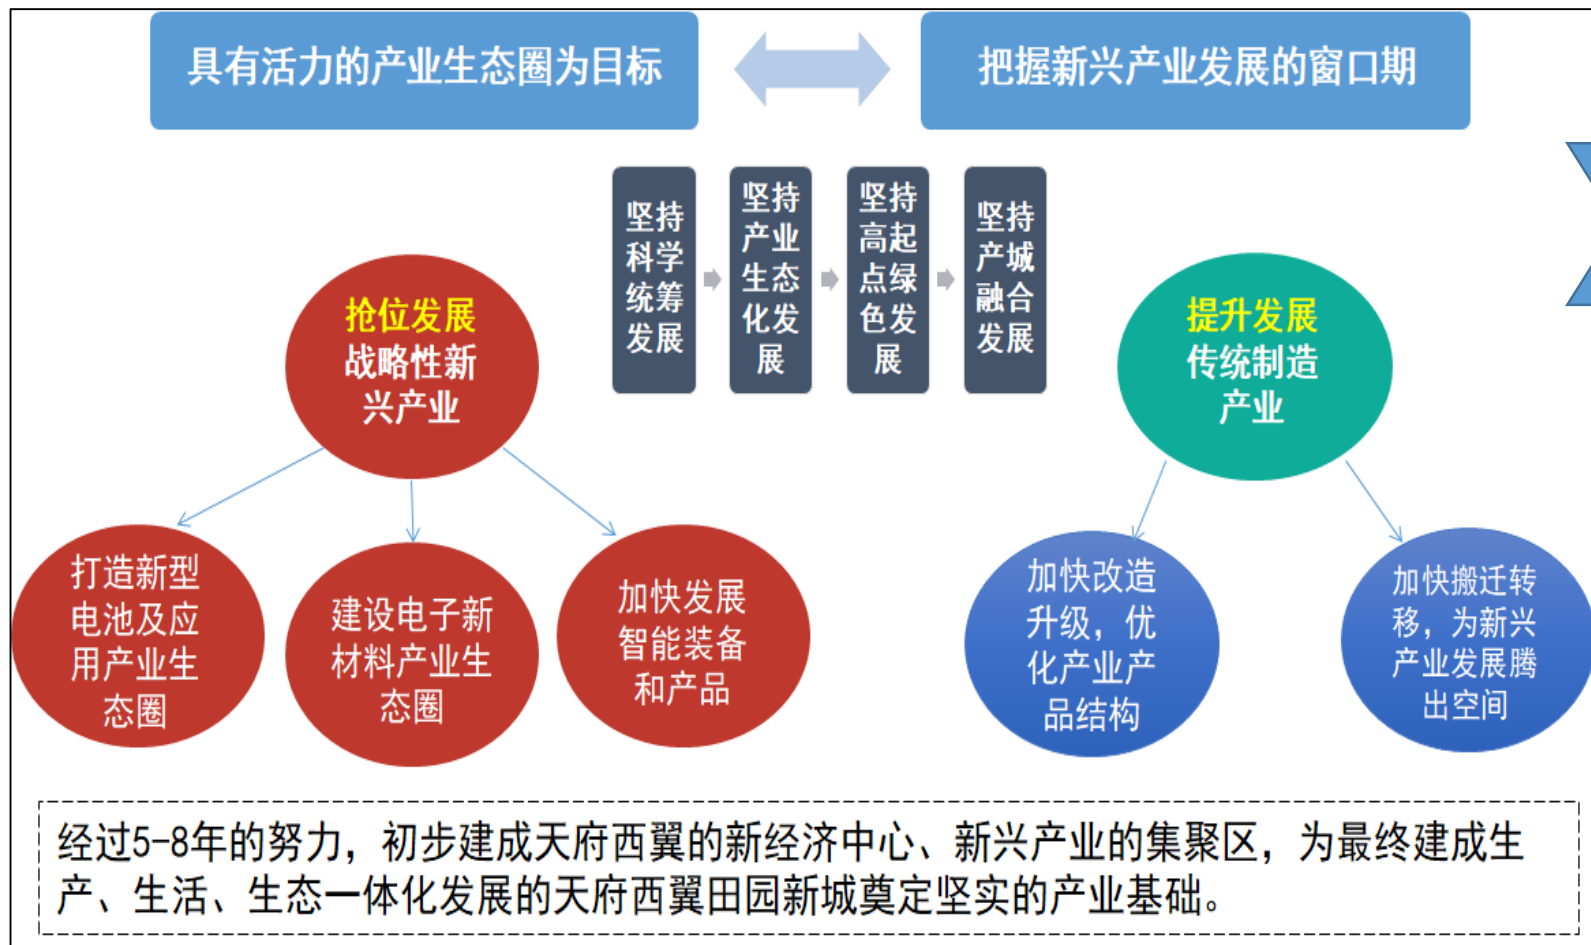 具有活力的产业生态圈为目标
把握新兴产业发展的窗口期
坚持
科学
统筹
发展
坚持
产业
生态
化发
展
坚持
高起
点绿
色发
展
坚持
产城
融合
发展
抢位发展
战略性新
兴产业
提升发展
传统制造
产业
打造新型
电池及应
用产业生
态圈
建设电子新
材料产业生
态圈
加快发展
智能装备
和产品
加快改造
升级，优
化产业产
品结构
加快搬迁转
移，为新兴
产业发展腾
出空间
经过5-8年的努力，初步建成天府西翼的新经济中心、新兴产业的集聚区，为最终建成生
产、生活、生态一体化发展的天府西翼田园新城奠定坚实的产业基础。